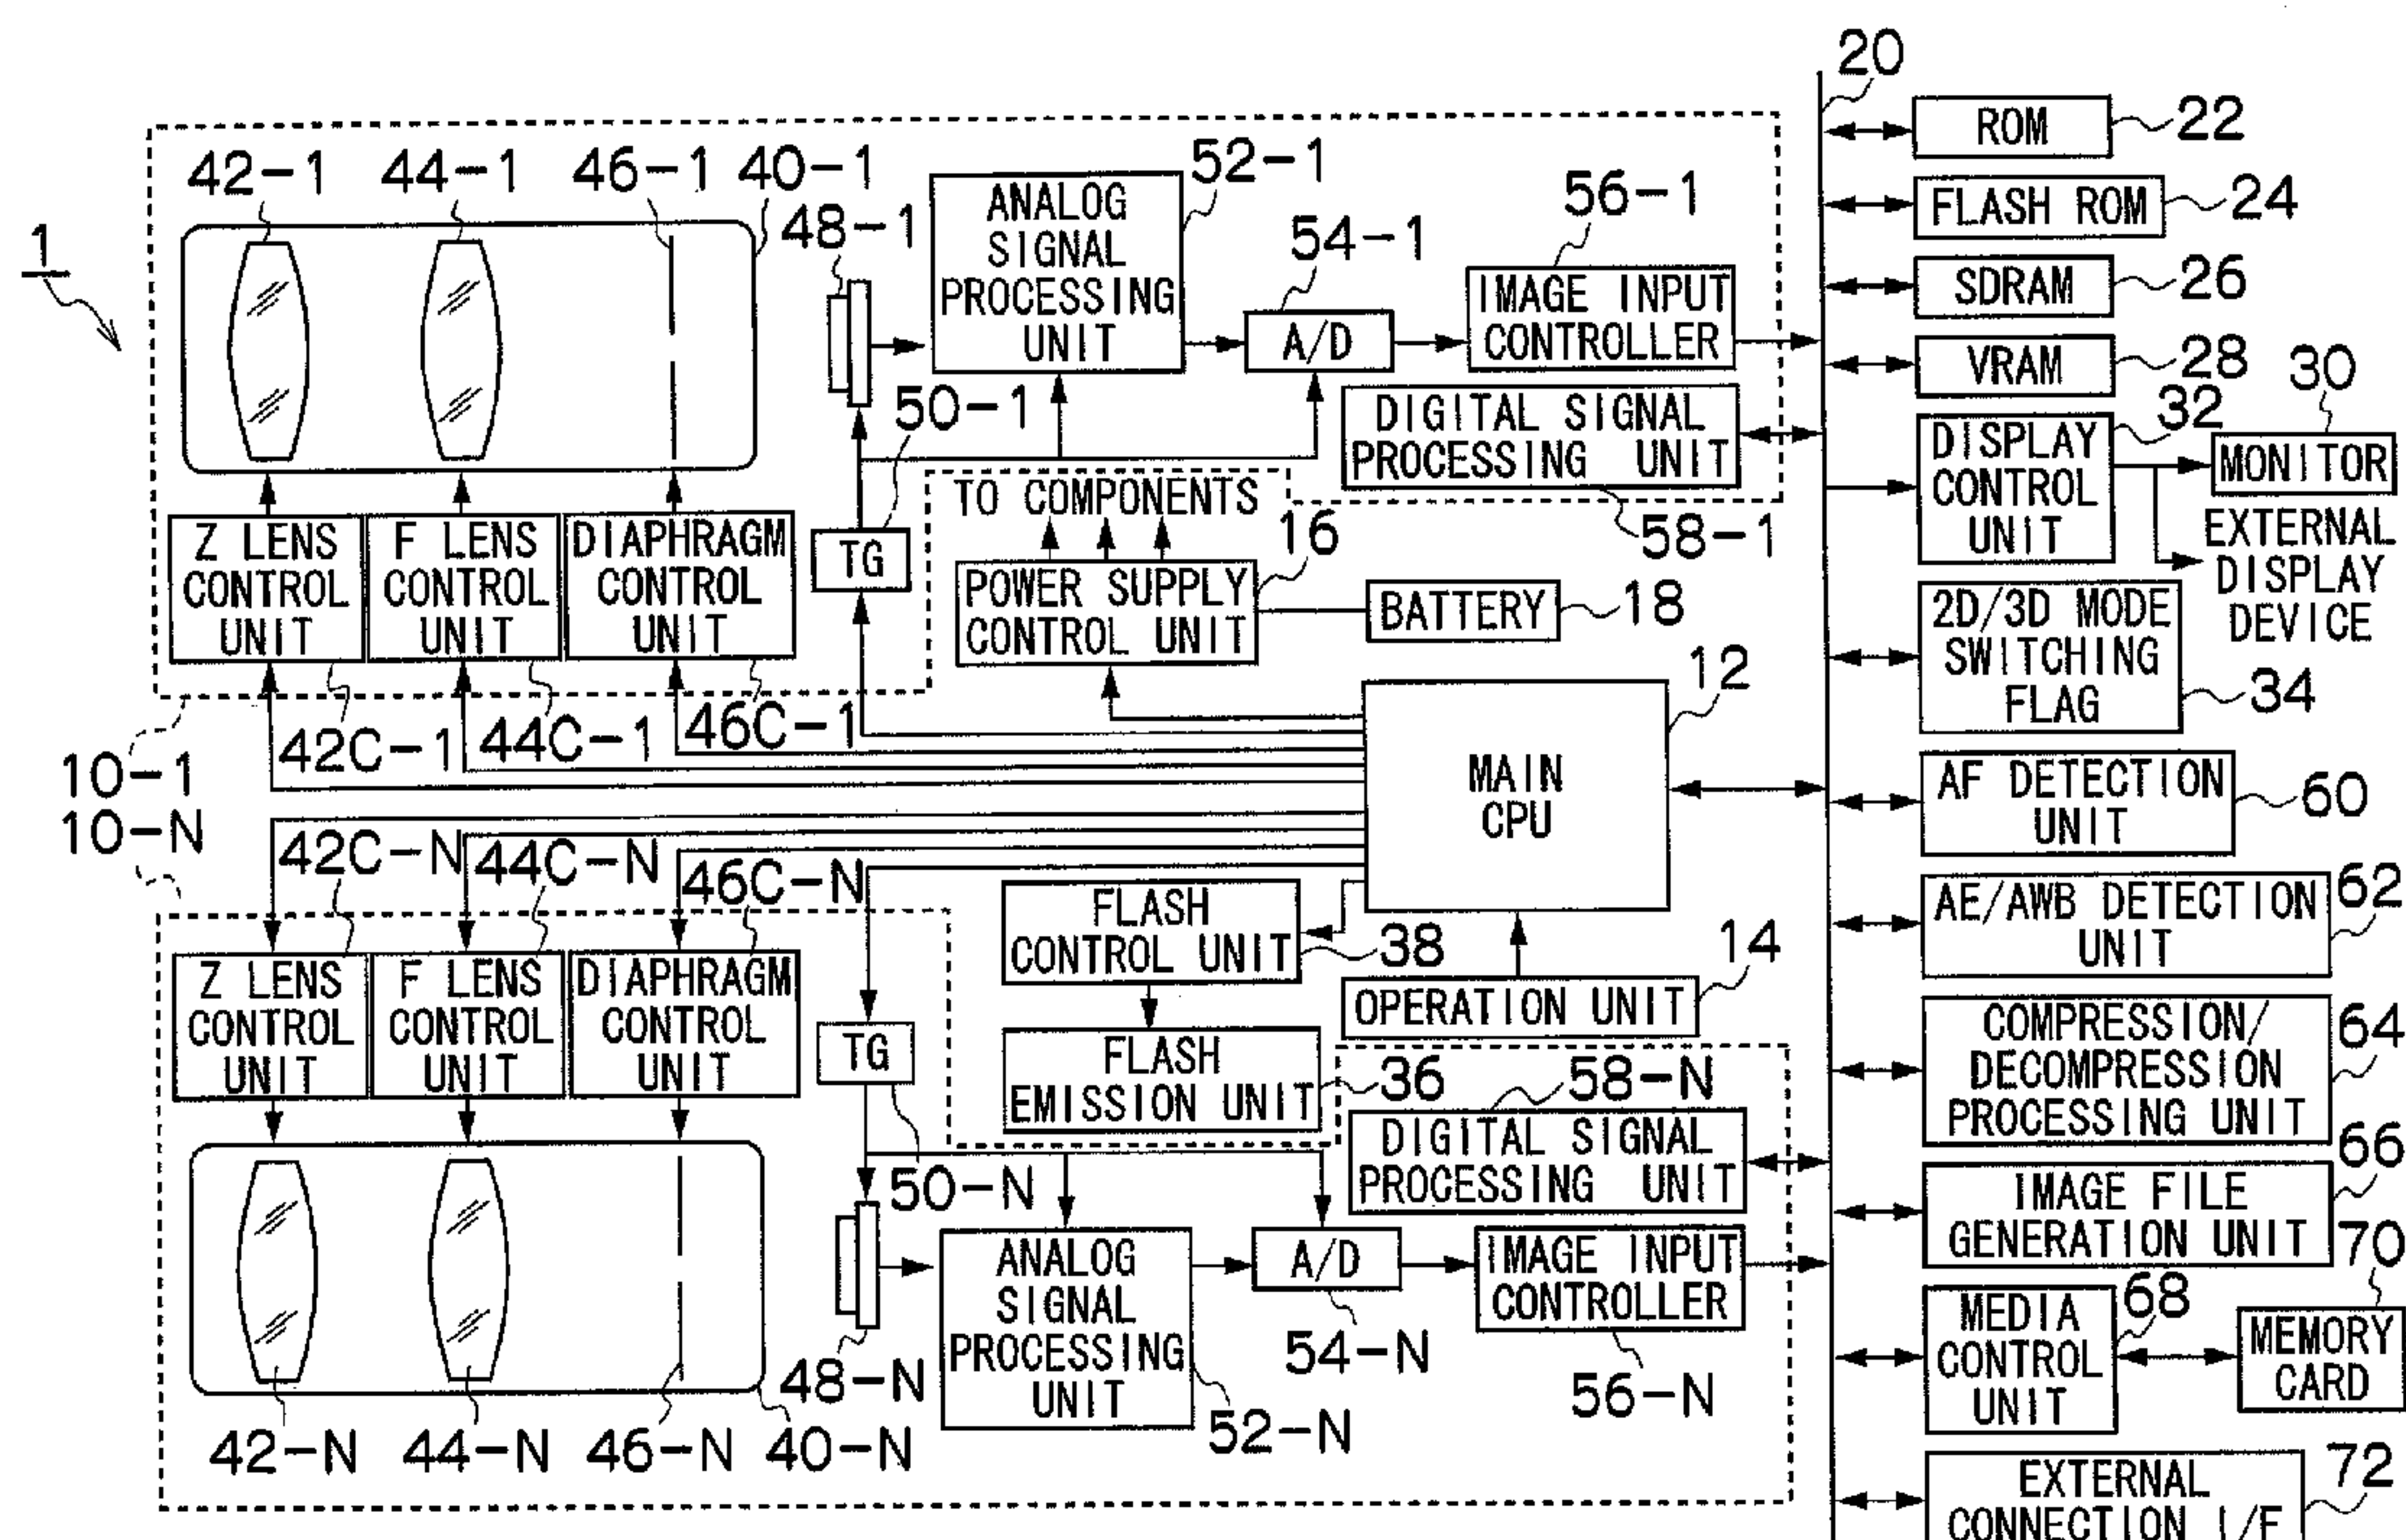 20
ROM
22
FLASH ROM
24
SDRAM
26
VRAM
28
30
32
DISPLAY
CONTROL
UNIT
MONITOR
EXTERNAL
DISPLAY
DEVICE
2D/3D MODE
SWITCHING
FLAG
34
AF DETECTION
UNIT
60
AE/AWB DETECTION
UNIT
62
COMPRESSION/
DECOMPRESSION
PROCESSING UNIT
64
IMAGE FILE
GENERATION UNIT
66
MEDIA
CONTROL
UNIT
68
70
MEMORY
CARD
EXTERNAL
CONNECTION I/F
72
1
42-1
44-1
46-1
40-1
48-1
ANALOG
SIGNAL
PROCESSING
UNIT
52-1
54-1
A/D
56-1
IMAGE INPUT
CONTROLLER
DIGITAL SIGNAL
PROCESSING UNIT
58-1
50-1
TG
Z LENS
CONTROL
UNIT
F LENS
CONTROL
UNIT
DIAPHRAGM
CONTROL
UNIT
42C-1
44C-1
46C-1
10-1
TO COMPONENTS
16
POWER SUPPLY
CONTROL UNIT
BATTERY
18
12
MAIN
CPU
FLASH
CONTROL UNIT
38
14
OPERATION UNIT
FLASH
EMISSION UNIT
36
10-N
42C-N
44C-N
46C-N
Z LENS
CONTROL
UNIT
F LENS
CONTROL
UNIT
DIAPHRAGM
CONTROL
UNIT
TG
50-N
58-N
DIGITAL SIGNAL
PROCESSING UNIT
ANALOG
SIGNAL
PROCESSING
UNIT
52-N
A/D
54-N
IMAGE INPUT
CONTROLLER
56-N
48-N
42-N
44-N
46-N
40-N